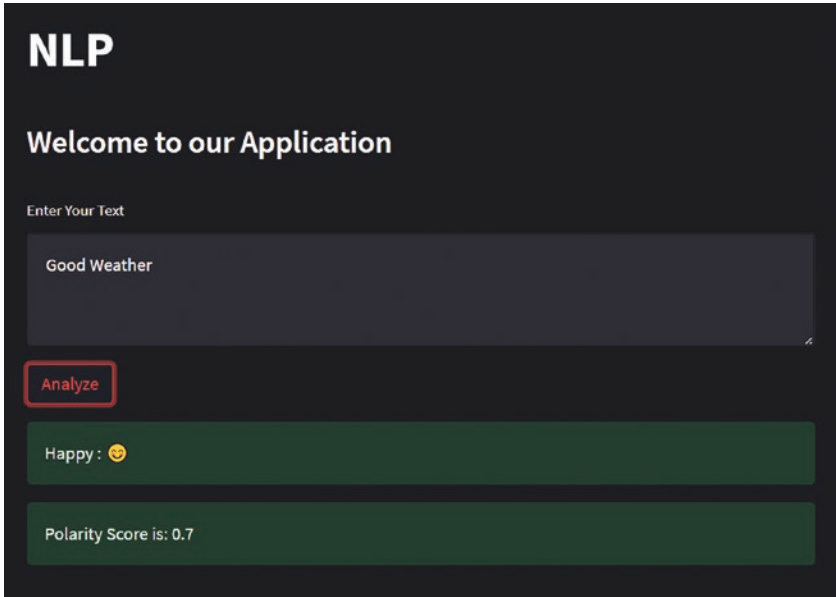 NLP
Welcome to our Application
Enter Your Text
Good Weather
Analyze
Happy : 😊
Polarity Score is: 0.7